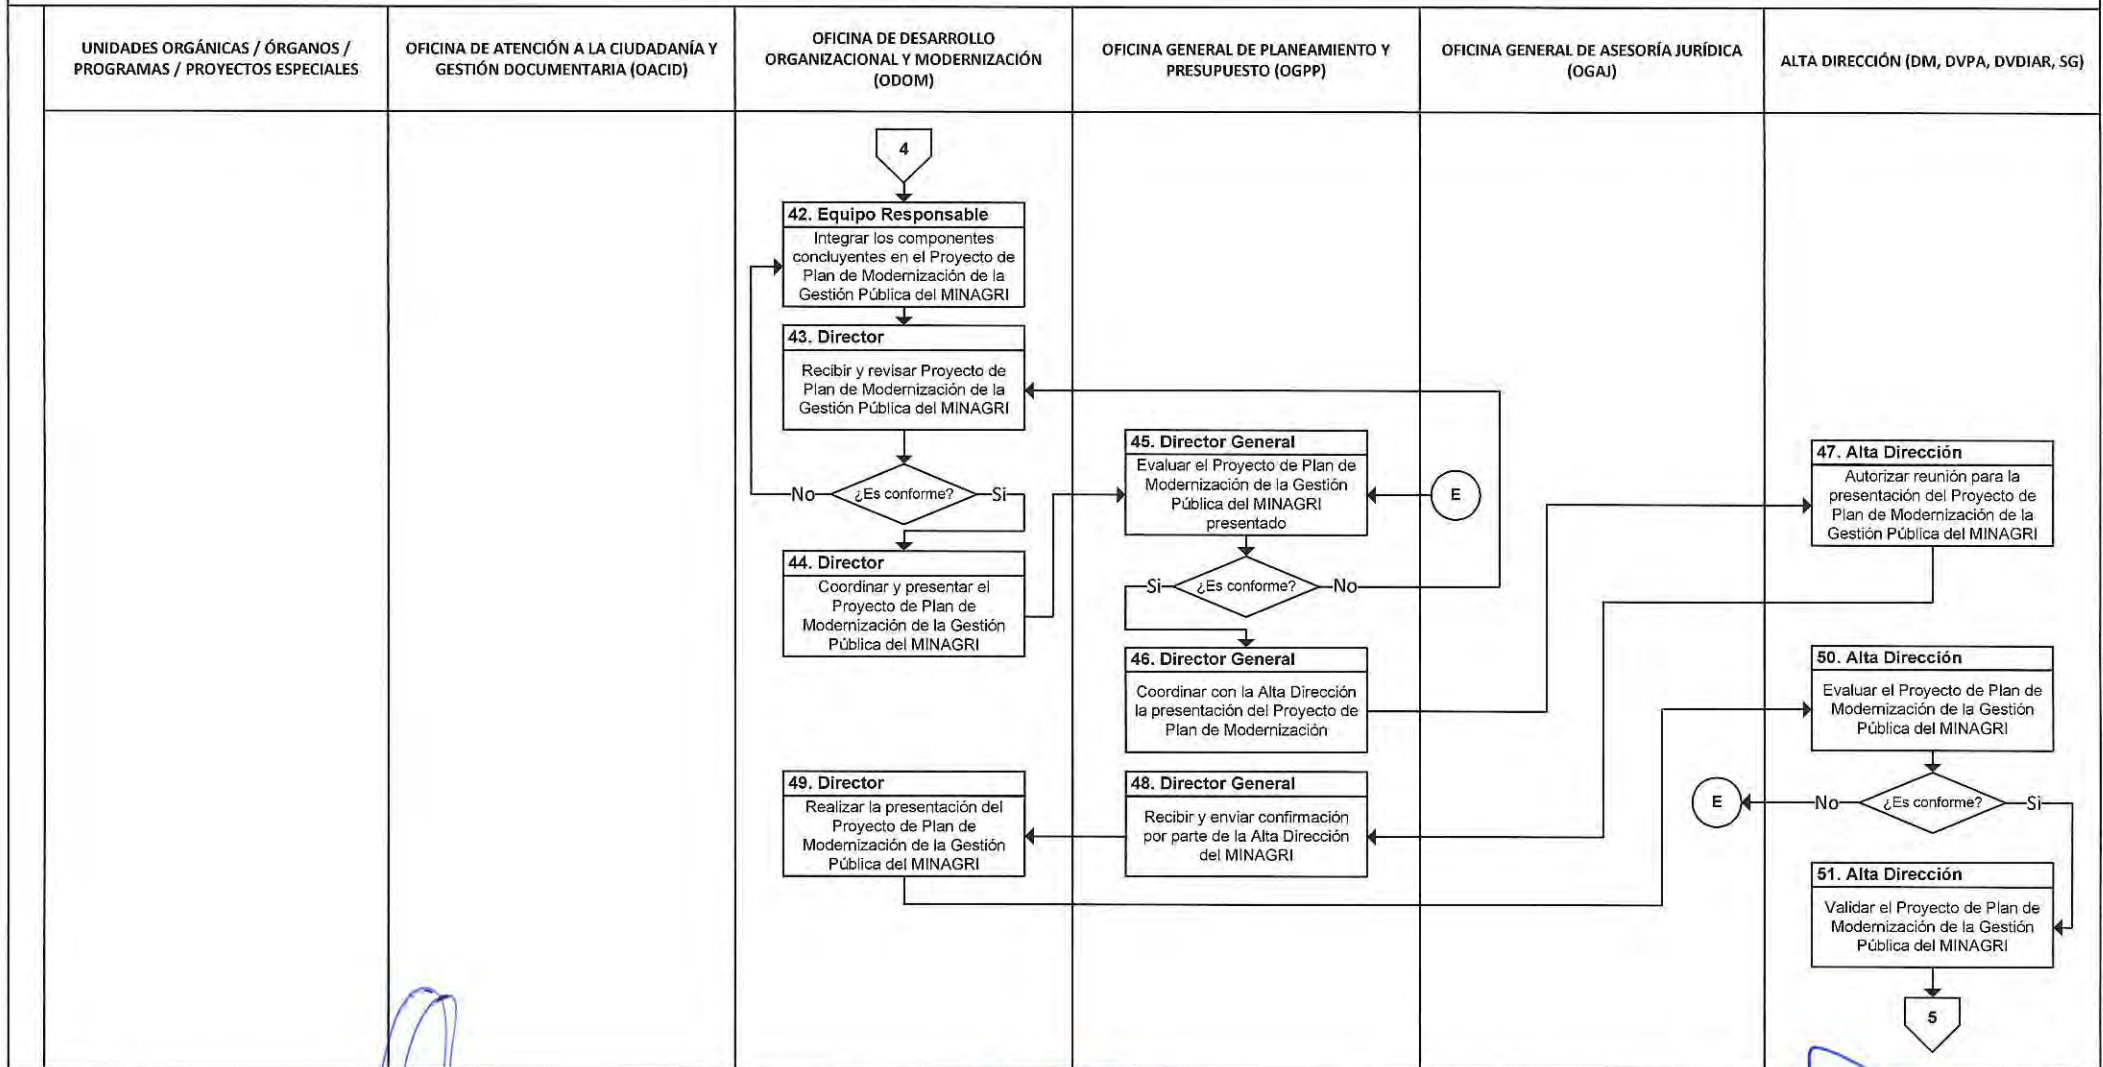 UNIDADES ORGÁNICAS / ÓRGANOS /
PROGRAMAS / PROYECTOS ESPECIALES
OFICINA DE ATENCIÓN A LA CIUDADANÍA Y
GESTIÓN DOCUMENTARIA (OACID)
OFICINA DE DESARROLLO
ORGANIZACIONAL Y MODERNIZACIÓN
(ODOM)
OFICINA GENERAL DE PLANEAMIENTO Y
PRESUPUESTO (OGPP)
OFICINA GENERAL DE ASESORÍA JURÍDICA
(OGAJ)
ALTA DIRECCIÓN (DM, DVPA, DVDIAR, SG)
4
42. Equipo Responsable
Integrar los componentes
concluyentes en el Proyecto de
Plan de Modernización de la
Gestión Pública del MINAGRI
43. Director
Recibir y revisar Proyecto de
Plan de Modernización de la
Gestión Pública del MINAGRI
No
¿Es conforme?
Si
44. Director
Coordinar y presentar el
Proyecto de Plan de
Modernización de la Gestión
Pública del MINAGRI
45. Director General
Evaluar el Proyecto de Plan de
Modernización de la Gestión
Pública del MINAGRI
presentado
E
Si
¿Es conforme?
No
46. Director General
Coordinar con la Alta Dirección
la presentación del Proyecto de
Plan de Modernización
47. Alta Dirección
Autorizar reunión para la
presentación del Proyecto de
Plan de Modernización de la
Gestión Pública del MINAGRI
48. Director General
Recibir y enviar confirmación
por parte de la Alta Dirección
del MINAGRI
49. Director
Realizar la presentación del
Proyecto de Plan de
Modernización de la Gestión
Pública del MINAGRI
50. Alta Dirección
Evaluar el Proyecto de Plan de
Modernización de la Gestión
Pública del MINAGRI
E
No
¿Es conforme?
Si
51. Alta Dirección
Validar el Proyecto de Plan de
Modernización de la Gestión
Pública del MINAGRI
5